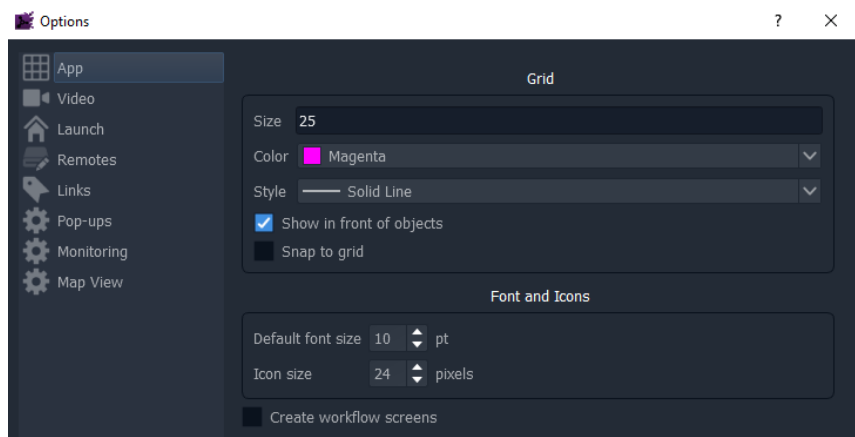 Options
App
Video
Launch
Remotes
Links
Pop-ups
Monitoring
Map View
Grid
Size 25
Color Magenta
Style Solid Line
Show in front of objects
Snap to grid
Font and Icons
Default font size 10 pt
Icon size 24 pixels
Create workflow screens